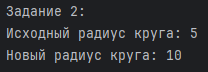 Задание 2:
Исходный радиус круга: 5
Новый радиус круга: 10